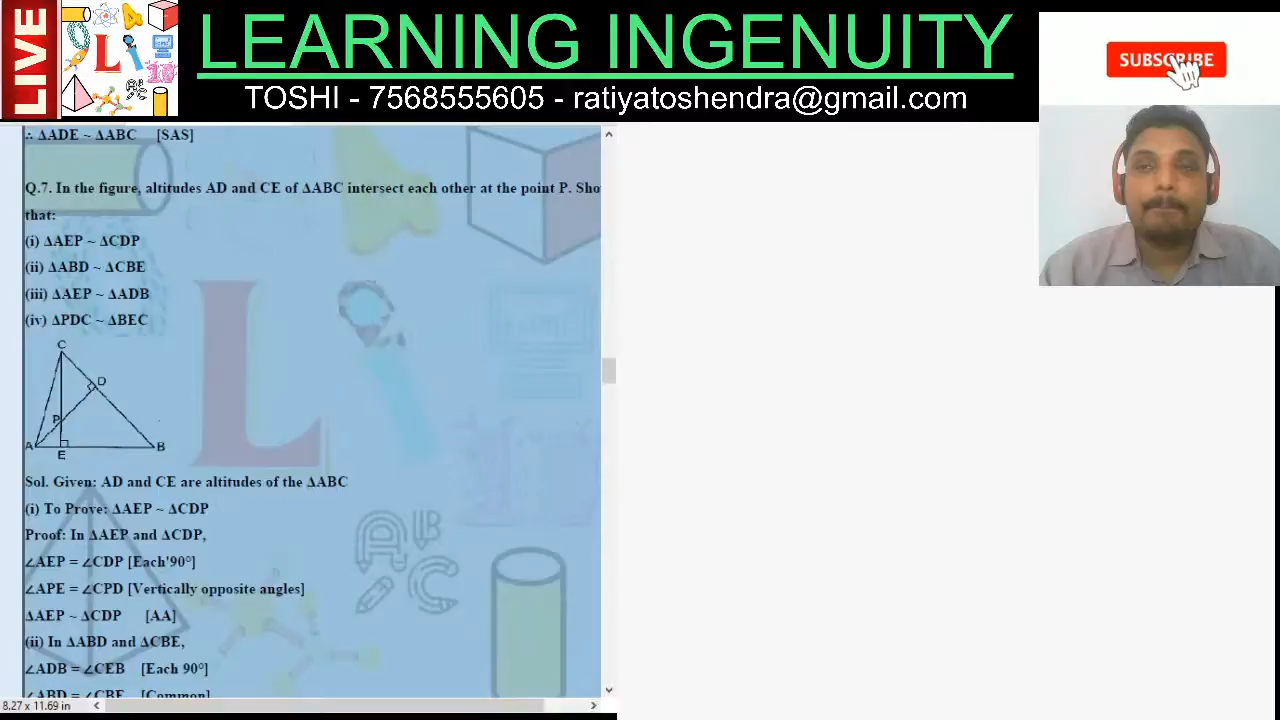 LIVE
LEARNING INGENUITY
TOSHI - 7568555605 - ratiyatoshendra@gmail.com
SUBSCRIBE
∴ ΔADE ~ ΔABC [SAS]
Q.7. In the figure, altitudes AD and CE of ΔABC intersect each other at the point P. Sho
that:
(i) ΔAEP ~ ΔCDP
(ii) ΔABD ~ ΔCBE
(iii) ΔAEP ~ ΔADB
(iv) ΔPDC ~ ΔBEC
C
D
P
A
B
E
Sol. Given: AD and CE are altitudes of the ΔABC
(i) To Prove: ΔAEP ~ ΔCDP
Proof: In ΔAEP and ΔCDP,
∠AEP = ∠CDP [Each'90°]
∠APE = ∠CPD [Vertically opposite angles]
ΔAEP ~ ΔCDP [AA]
(ii) In ΔABD and ΔCBE,
∠ADB = ∠CEB [Each 90°]
∠ABD = ∠CBE [Common]
8.27 x 11.69 in